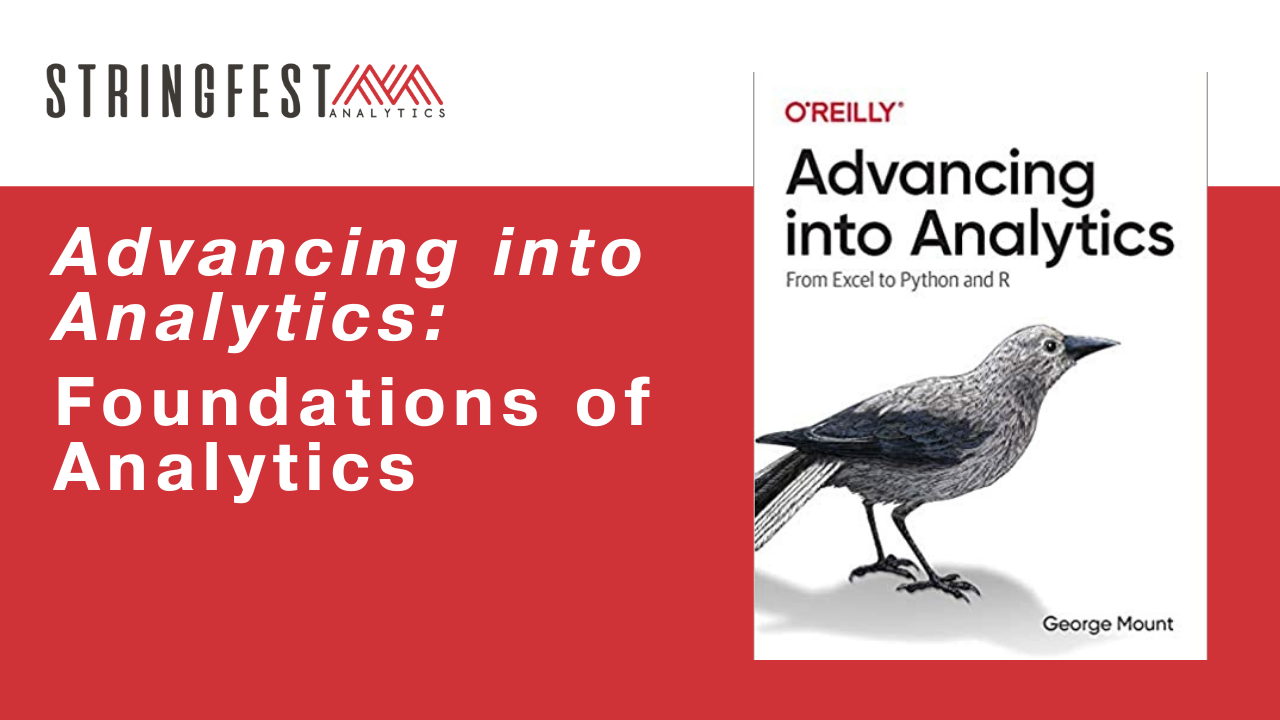 STRINGFEST
ANALYTICS
Advancing into
Analytics:
Foundations of
Analytics
O'REILLY®
Advancing
into Analytics
From Excel to Python and R
George Mount